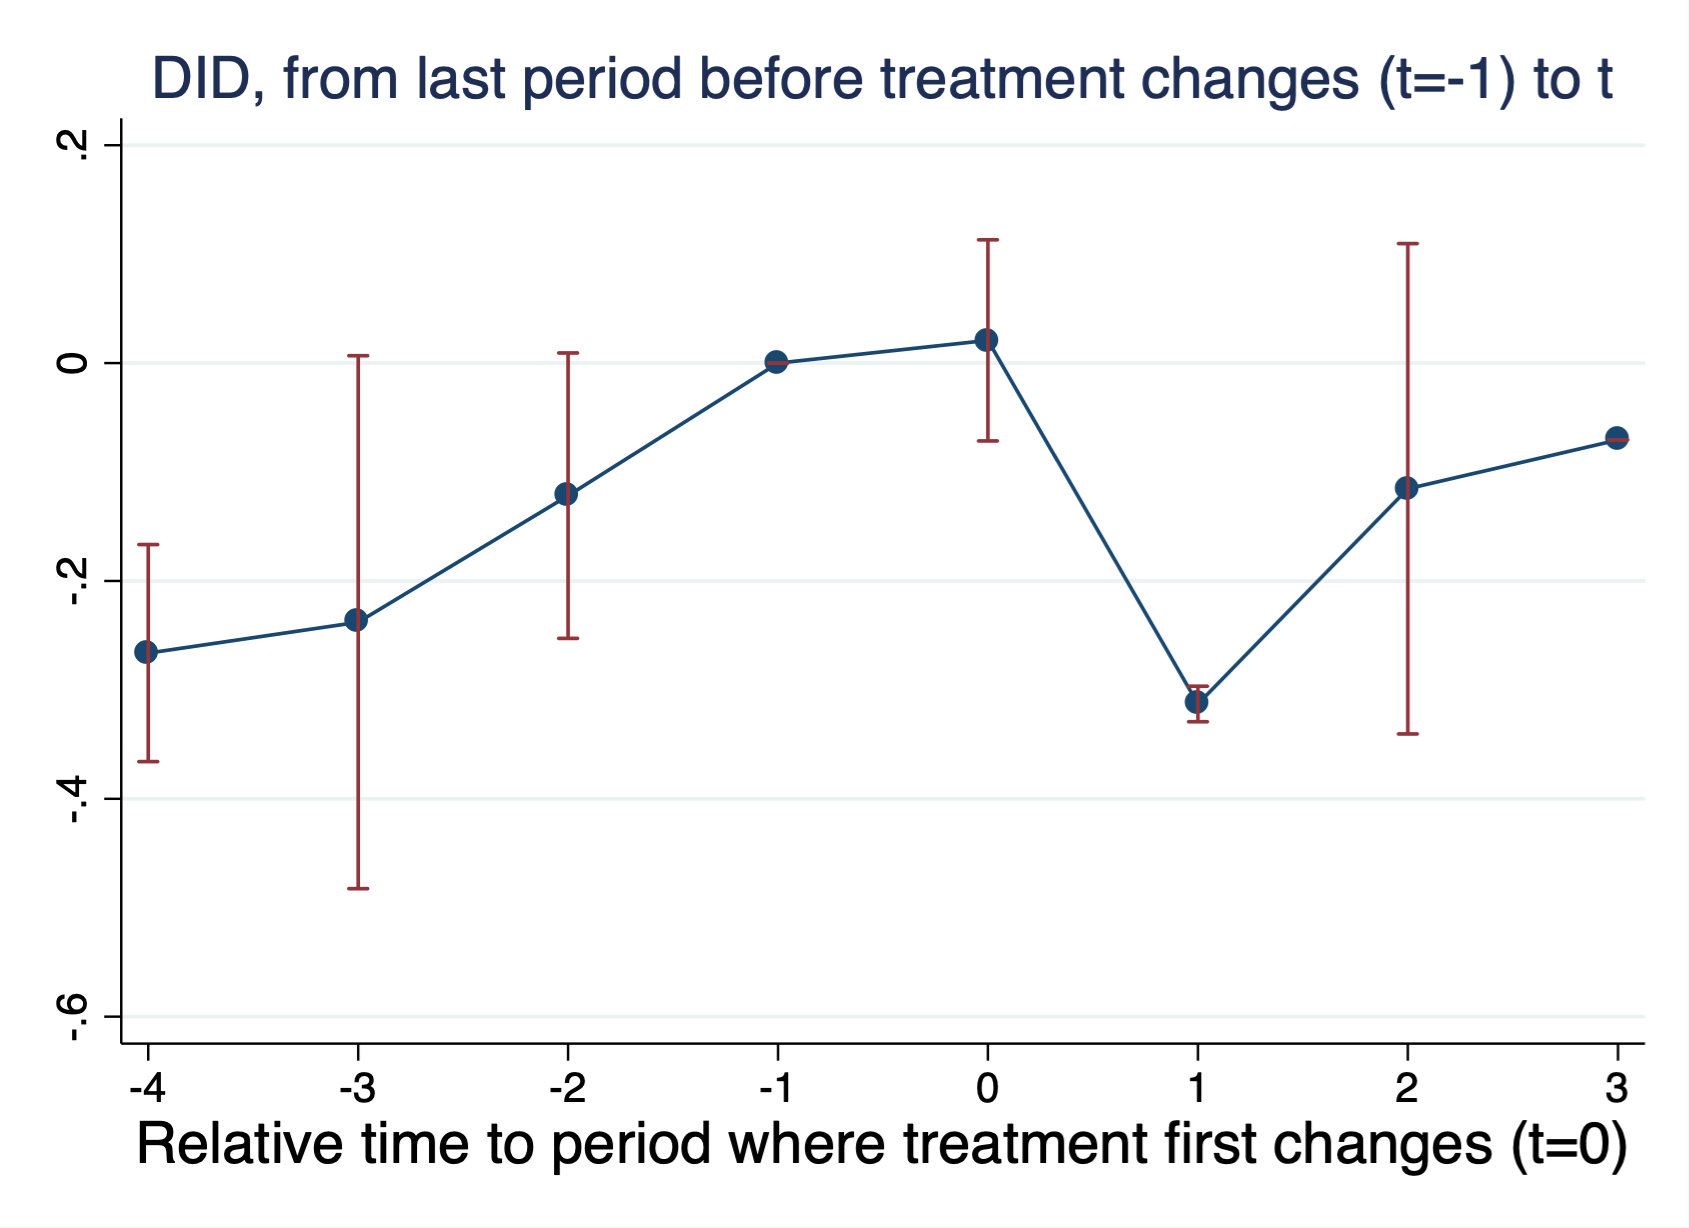 DID, from last period before treatment changes (t=-1) to t
.2
0
-.2
-.4
-.6
-4 -3 -2 -1 0 1 2 3
Relative time to period where treatment first changes (t=0)